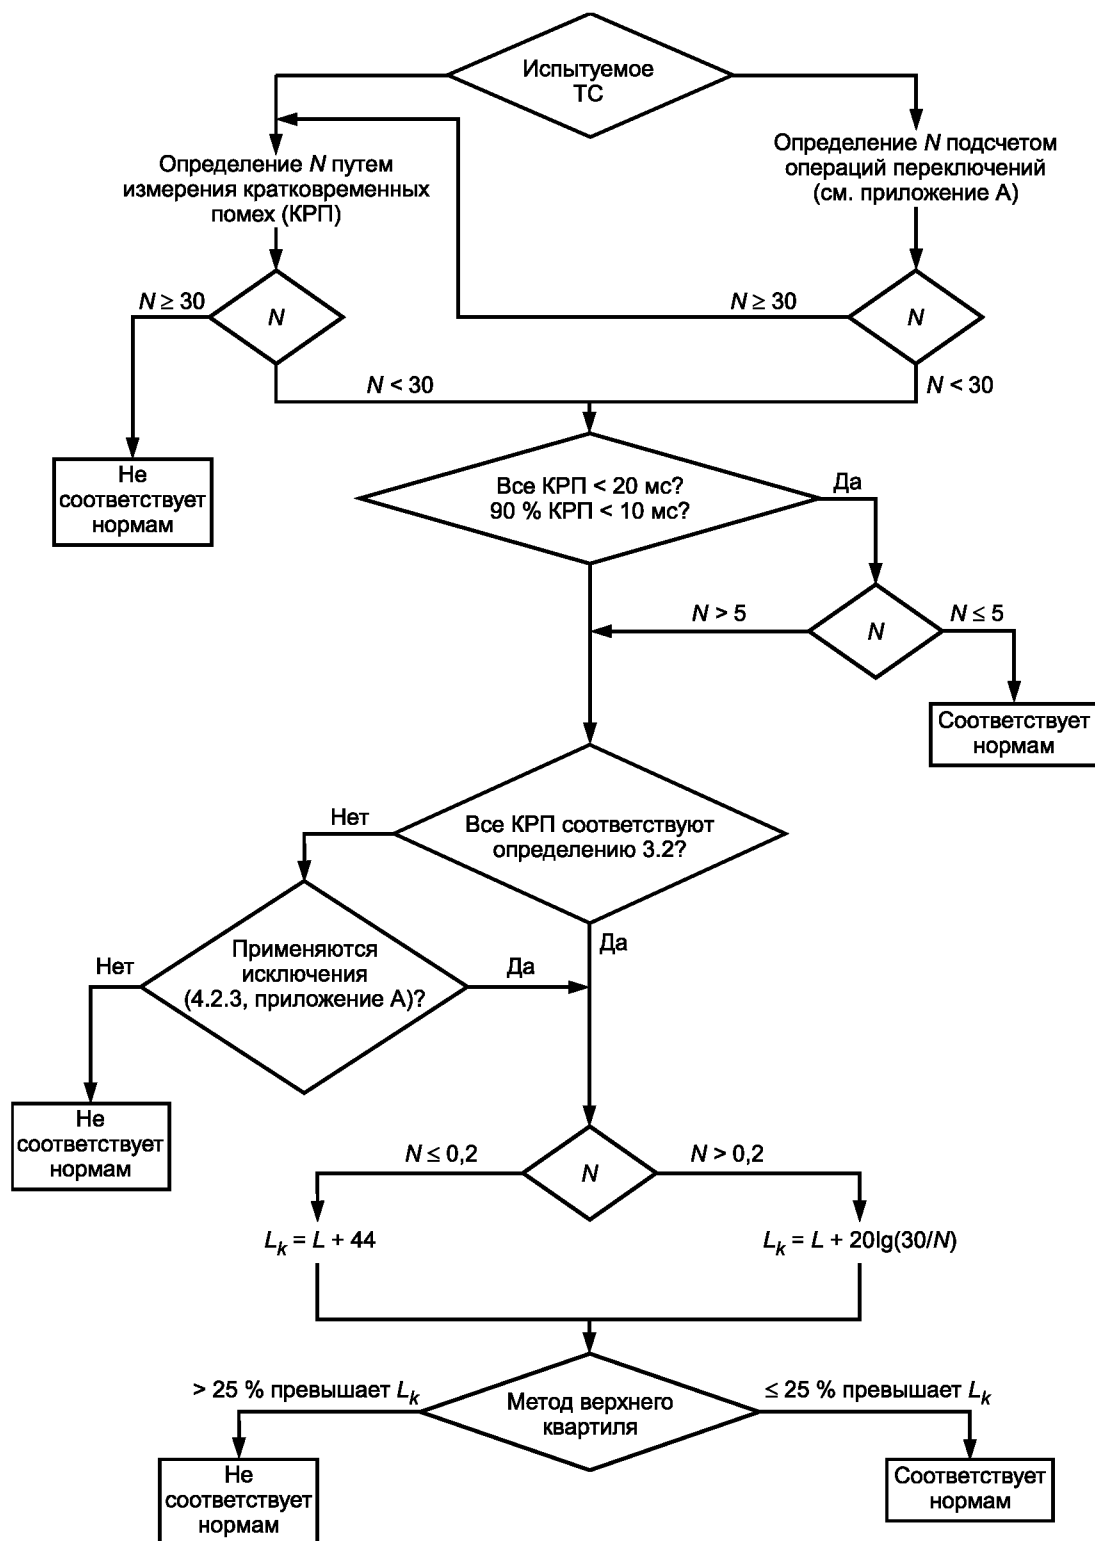 Испытуемое
ТС
Определение N путем
измерения кратковременных
помех (КРП)
Определение N подсчетом
операций переключений
(см. приложение А)
N ≥ 30
N
N ≥ 30
N
N < 30
N < 30
Не
соответствует
нормам
Все КРП < 20 мс?
90 % КРП < 10 мс?
Да
N > 5
N
N ≤ 5
Соответствует
нормам
Нет
Все КРП соответствуют
определению 3.2?
Да
Нет
Применяются
исключения
(4.2.3, приложение А)?
Да
Не
соответствует
нормам
N ≤ 0,2
N
N > 0,2
Lk = L + 44
Lk = L + 20lg(30/N)
> 25 % превышает Lk
Метод верхнего
квартиля
≤ 25 % превышает Lk
Не
соответствует
нормам
Соответствует
нормам